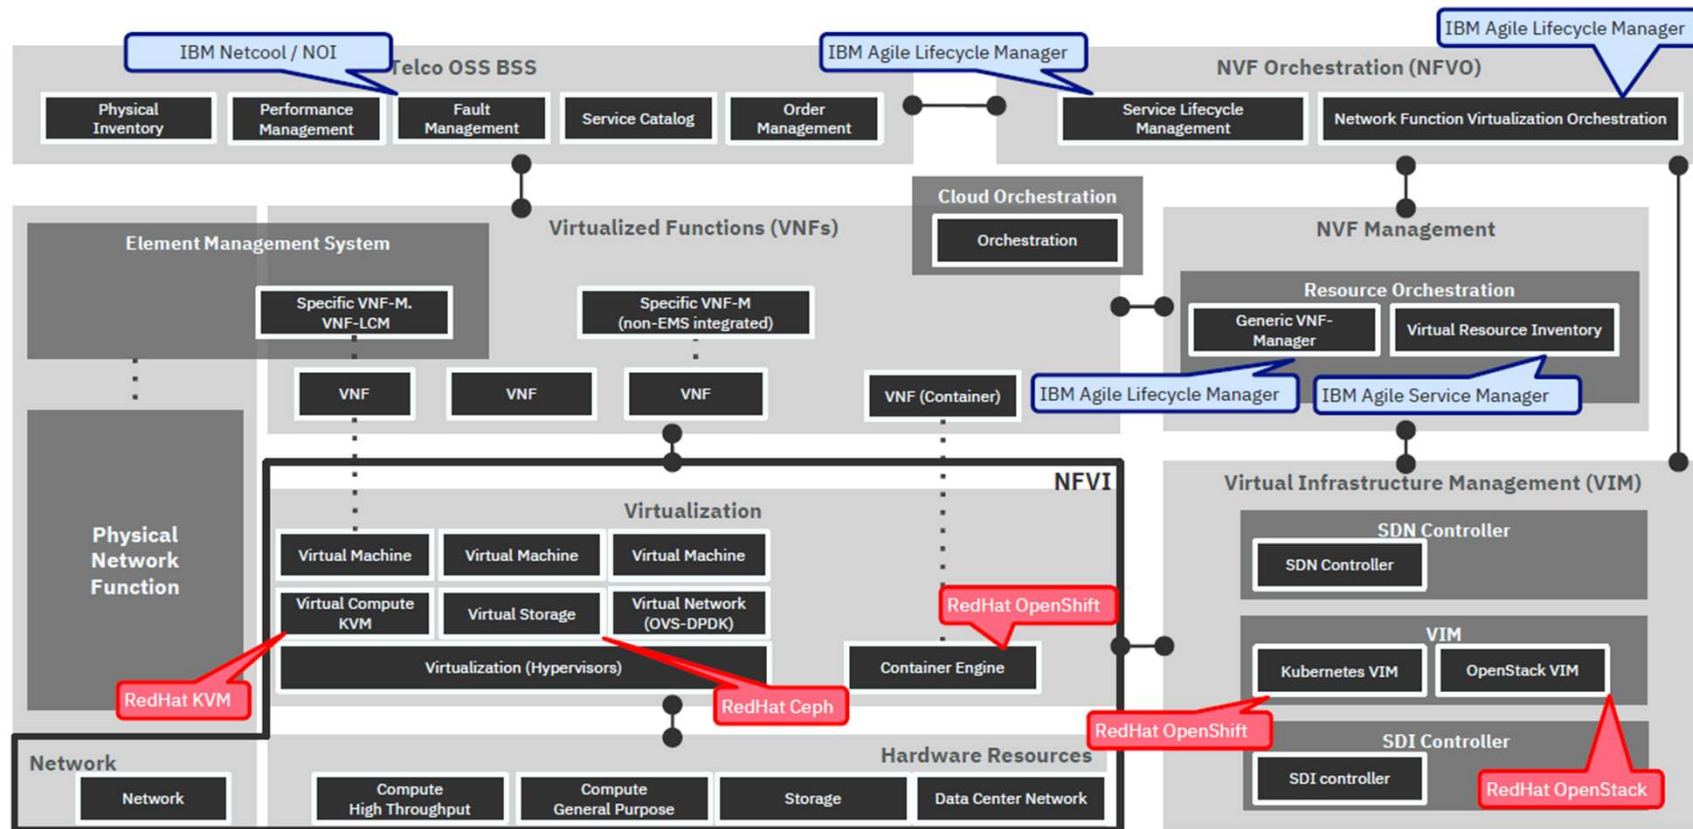 IBM Netcool / NOI
IBM Agile Lifecycle Manager
IBM Agile Lifecycle Manager
Telco OSS BSS
NVF Orchestration (NFVO)
Physical
Inventory
Performance
Management
Fault
Management
Service Catalog
Order
Management
Service Lifecycle
Management
Network Function Virtualization Orchestration
Cloud Orchestration
Orchestration
Element Management System
Virtualized Functions (VNFs)
NVF Management
Specific VNF-M.
VNF-LCM
Specific VNF-M
(non-EMS integrated)
Resource Orchestration
Generic VNF-
Manager
Virtual Resource Inventory
VNF
VNF
VNF
VNF (Container)
IBM Agile Lifecycle Manager
IBM Agile Service Manager
NFVI
Virtualization
Virtual Infrastructure Management (VIM)
Physical
Network
Function
Virtual Machine
Virtual Machine
Virtual Machine
SDN Controller
SDN Controller
Virtual Compute
KVM
Virtual Storage
Virtual Network
(OVS-DPDK)
RedHat OpenShift
Virtualization (Hypervisors)
Container Engine
VIM
Kubernetes VIM
OpenStack VIM
RedHat KVM
RedHat Ceph
RedHat OpenShift
SDI Controller
SDI controller
RedHat OpenStack
Network
Network
Hardware Resources
Compute
High Throughput
Compute
General Purpose
Storage
Data Center Network